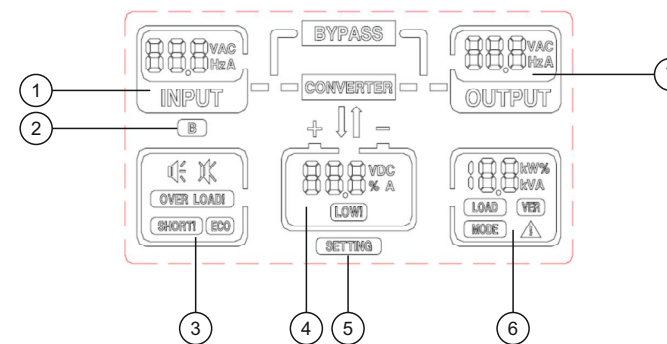 88.8 VAC
Hz A
INPUT
BYPASS
CONVERTER
88.8 VAC
Hz A
OUTPUT
1
2
B
+
−
OVER LOAD!
SHORT! ECO
88.8 VDC
% A
LOW!
SETTING
188.8 kW%
kVA
LOAD VER
MODE
3
4
5
6